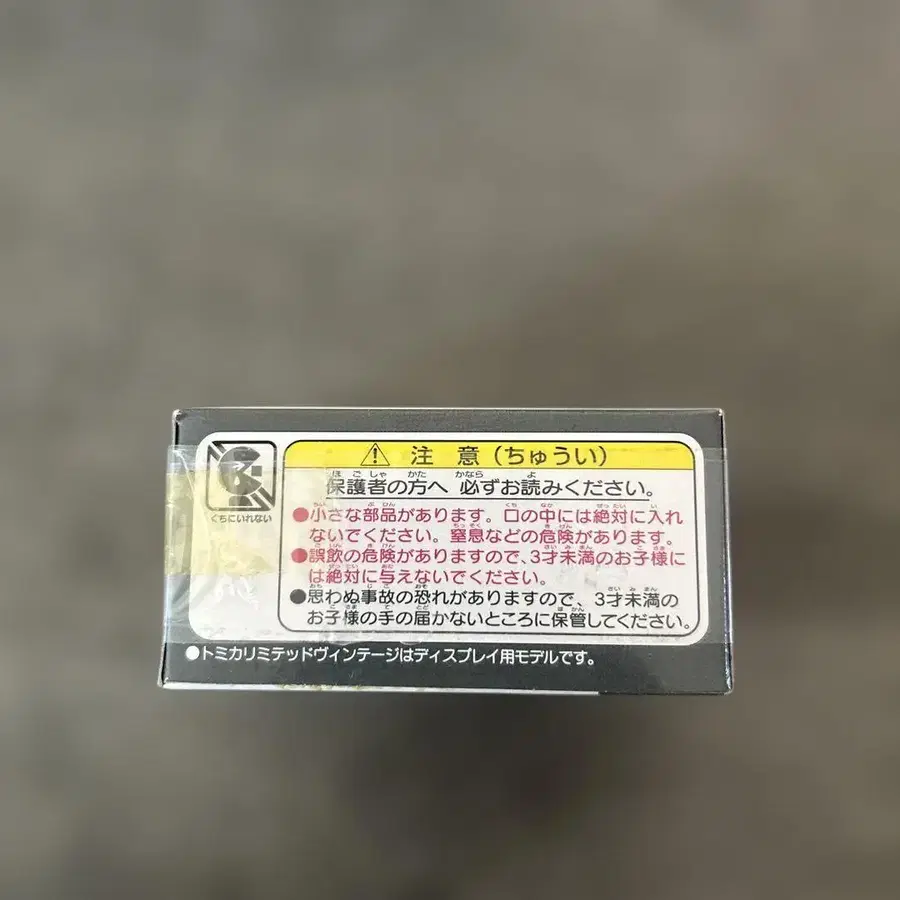 くちにいれない
注意(ちゅうい)
保護者の方へ 必ずお読みください。
●小さな部品があります。口の中には絶対に入れ
ないでください。窒息などの危険があります。
●誤飲の危険がありますので、3才未満のお子様に
は絶対に与えないでください。
●思わぬ事故の恐れがありますので、3才未満の
お子様の手の届かないところに保管してください。
●トミカリミテッドヴィンテージはディスプレイ用モデルです。